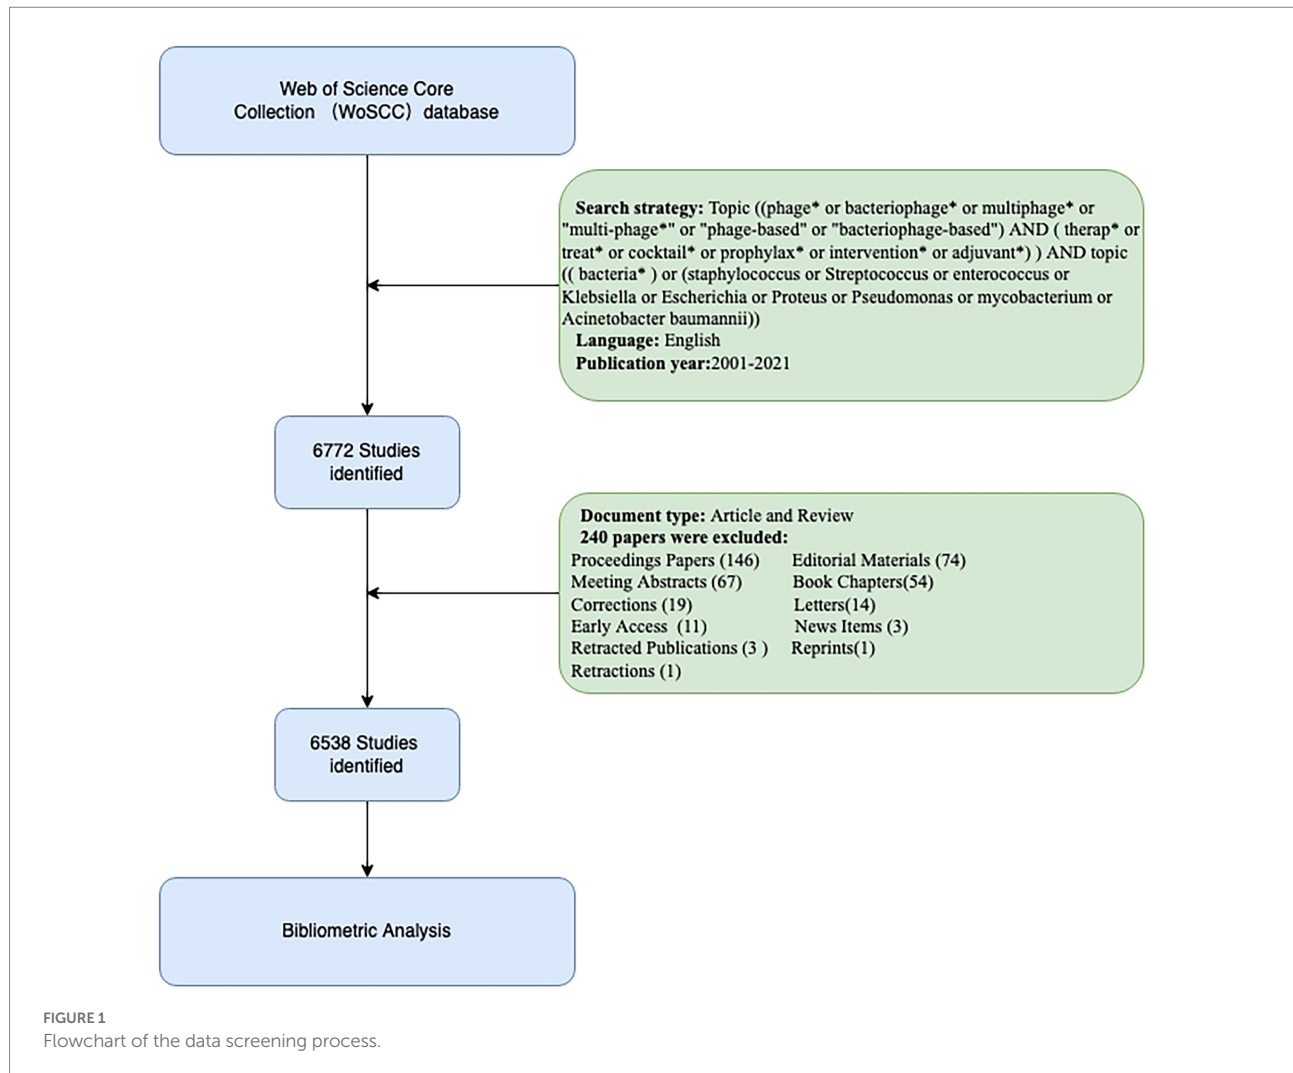 Web of Science Core
Collection （WoSCC）database
Search strategy: Topic ((phage* or bacteriophage* or multiphage* or
"multi-phage*" or "phage-based" or "bacteriophage-based") AND ( therap* or
treat* or cocktail* or prophylax* or intervention* or adjuvant*) ) AND topic
(( bacteria* ) or (staphylococcus or Streptococcus or enterococcus or
Klebsiella or Escherichia or Proteus or Pseudomonas or mycobacterium or
Acinetobacter baumannii))
Language: English
Publication year:2001-2021
6772 Studies
identified
Document type: Article and Review
240 papers were excluded:
Proceedings Papers (146) Editorial Materials (74)
Meeting Abstracts (67) Book Chapters(54)
Corrections (19) Letters(14)
Early Access (11) News Items (3)
Retracted Publications (3 ) Reprints(1)
Retractions (1)
6538 Studies
identified
Bibliometric Analysis
FIGURE 1
Flowchart of the data screening process.